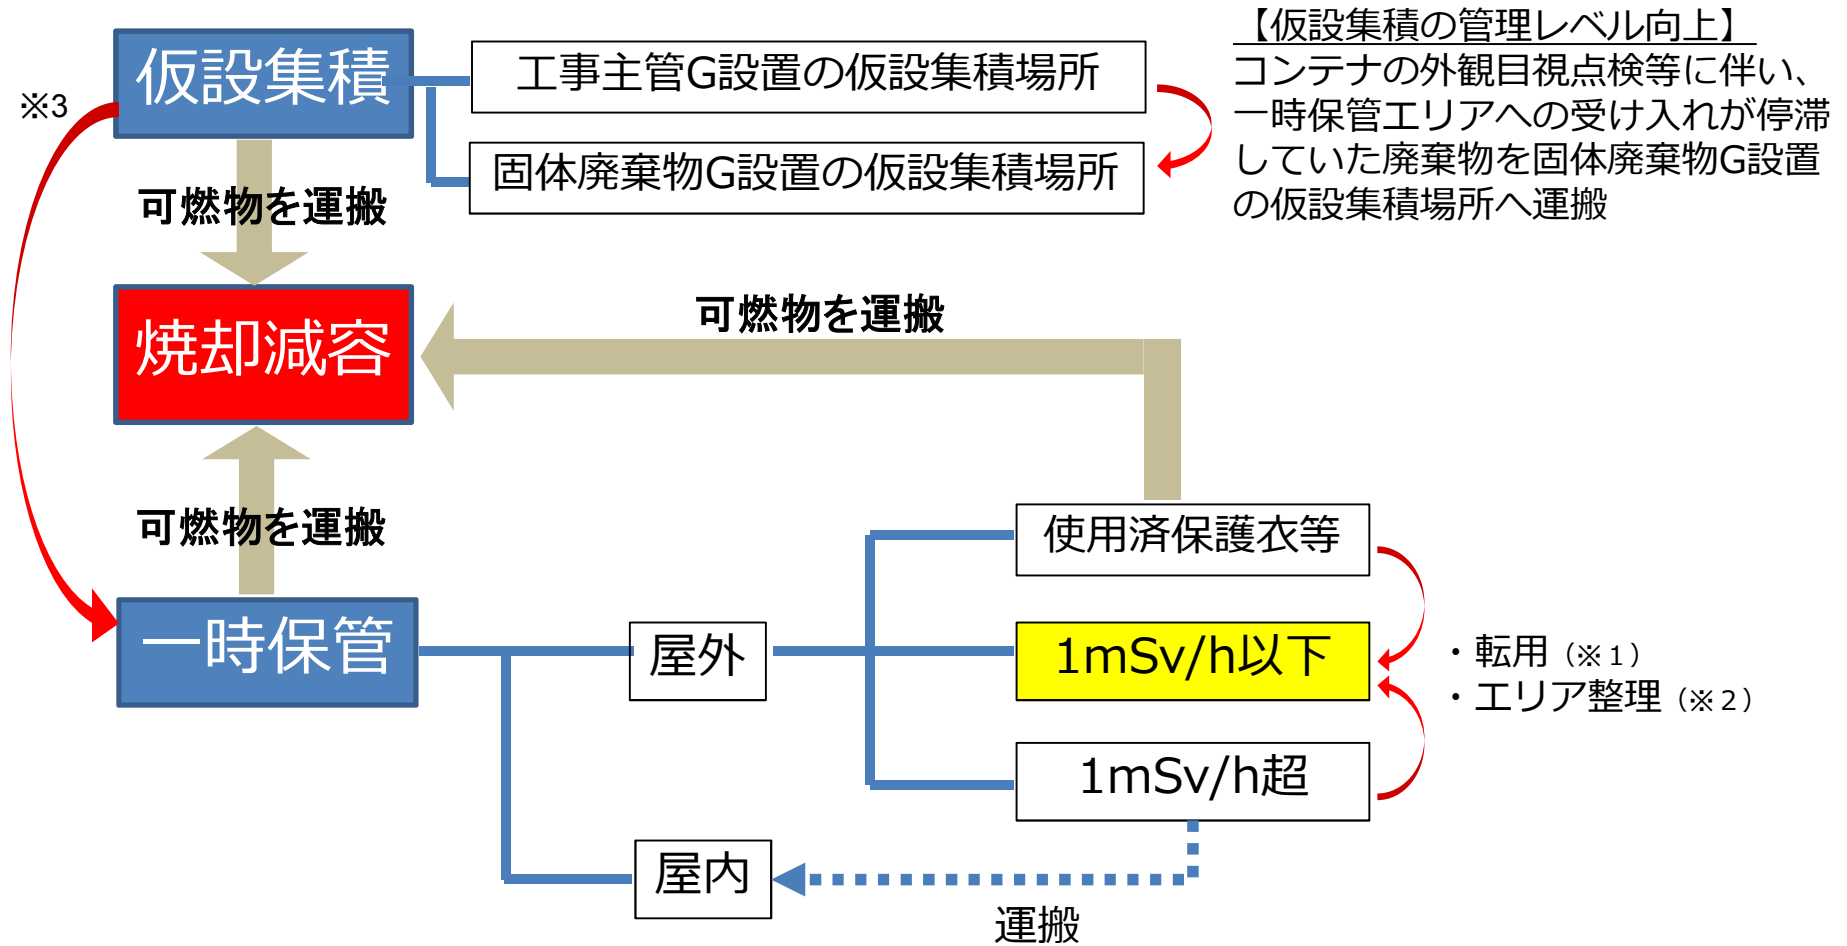 仮設集積
※3
工事主管G設置の仮設集積場所
固体廃棄物G設置の仮設集積場所
【仮設集積の管理レベル向上】
コンテナの外観目視点検等に伴い、
一時保管エリアへの受け入れが停滞
していた廃棄物を固体廃棄物G設置
の仮設集積場所へ運搬
可燃物を運搬
焼却減容
可燃物を運搬
可燃物を運搬
一時保管
屋外
使用済保護衣等
1mSv/h以下
1mSv/h超
・転用（※１）
・エリア整理（※２）
屋内
運搬